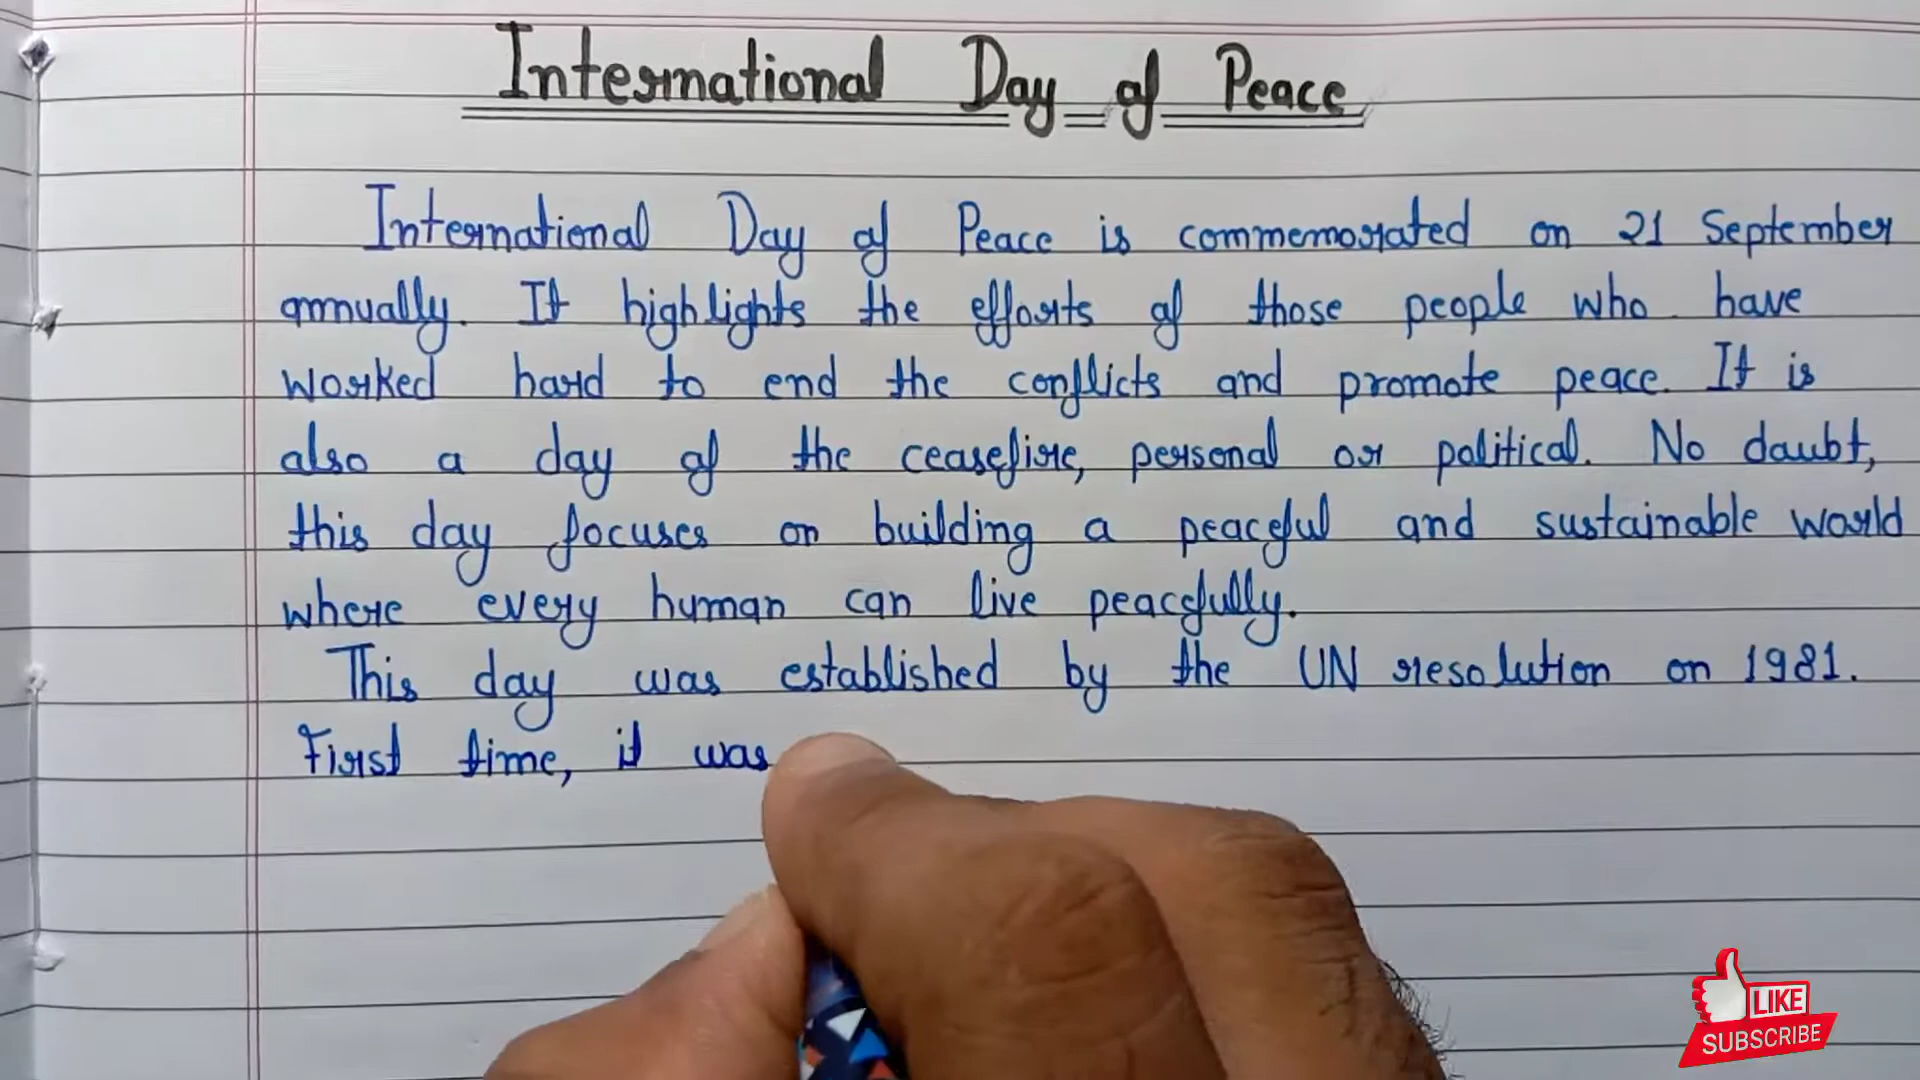 International Day of Peace
International Day of Peace is commemorated on 21 September
annually. It highlights the efforts of those people who have
worked hard to end the conflicts and promote peace. It is
also a day of the ceasefire, personal or political. No doubt,
this day focuses on building a peaceful and sustainable world
where every human can live peacefully.
This day was established by the UN resolution on 1981.
First time, it was
LIKE
SUBSCRIBE